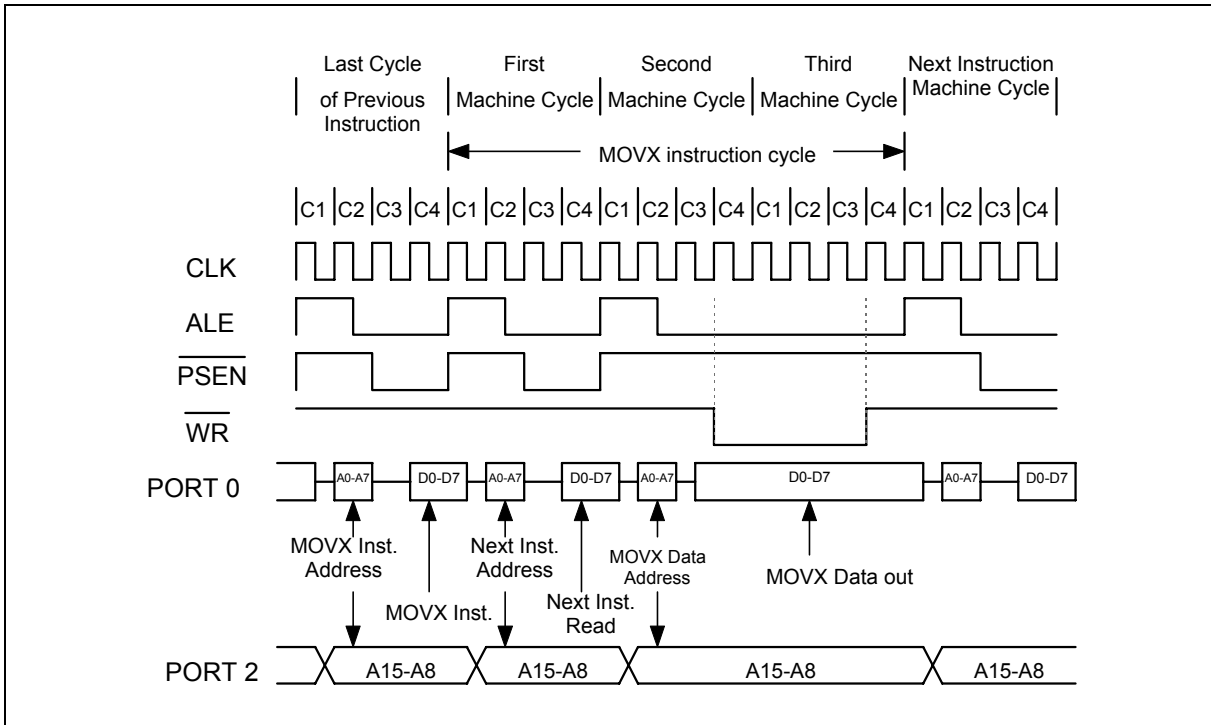 Last Cycle of Previous Instruction
First Machine Cycle
Second Machine Cycle
Third Machine Cycle
Next Instruction Machine Cycle
MOVX instruction cycle
C1 C2 C3 C4 C1 C2 C3 C4 C1 C2 C3 C4 C1 C2 C3 C4 C1 C2 C3 C4
CLK
ALE
PSEN
WR
PORT 0
A0-A7 D0-D7 A0-A7 D0-D7 A0-A7 D0-D7 A0-A7 D0-D7
MOVX Inst. Address
MOVX Inst.
Next Inst. Address
Next Inst. Read
MOVX Data Address
MOVX Data out
PORT 2
A15-A8 A15-A8 A15-A8 A15-A8